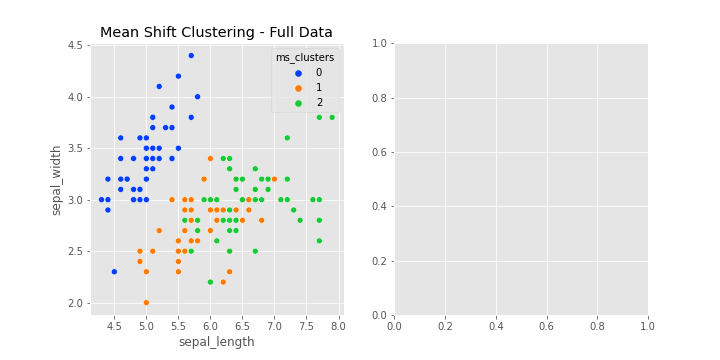 Mean Shift Clustering - Full Data
ms_clusters
0
1
2
4.5
4.0
3.5
3.0
2.5
2.0
sepal_width
4.5 5.0 5.5 6.0 6.5 7.0 7.5 8.0
sepal_length
1.0
0.8
0.6
0.4
0.2
0.0
0.0 0.2 0.4 0.6 0.8 1.0